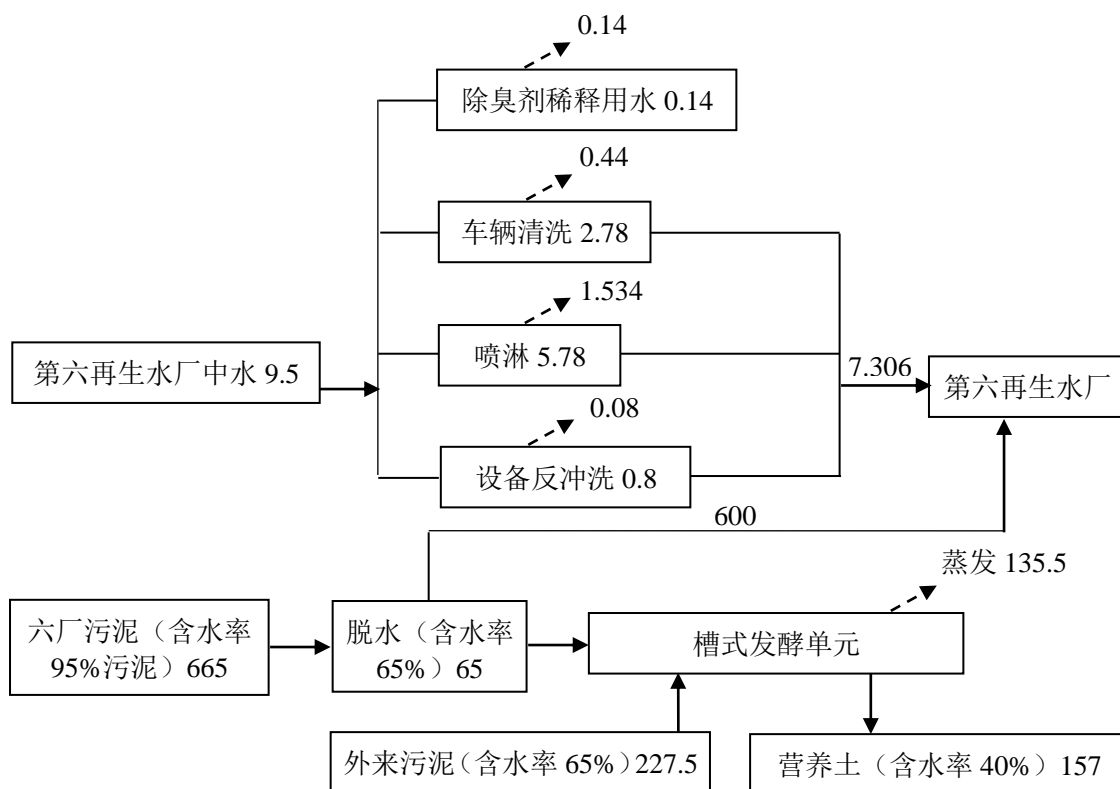 0.14
除臭剂稀释用水 0.14
0.44
车辆清洗 2.78
1.534
喷淋 5.78
第六再生水厂中水 9.5
7.306
第六再生水厂
0.08
设备反冲洗 0.8
600
蒸发 135.5
六厂污泥（含水率
95%污泥）665
脱水（含水率
65%）65
槽式发酵单元
外来污泥（含水率 65%）227.5
营养土（含水率 40%）157